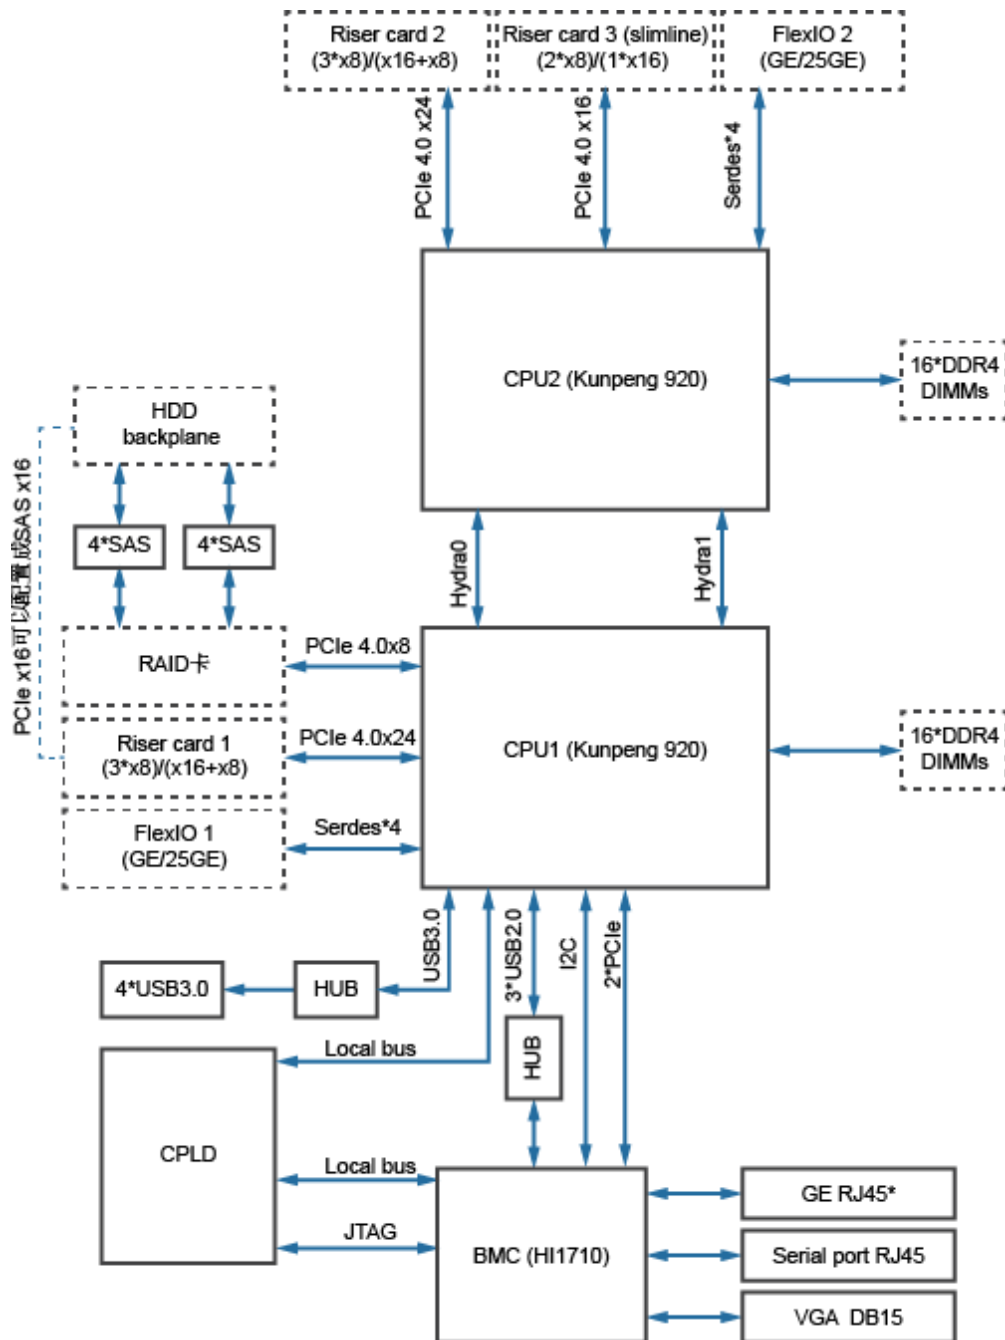 Riser card 2
(3*x8)/(x16+x8)
Riser card 3 (slimline)
(2*x8)/(1*x16)
FlexIO 2
(GE/25GE)
PCIe 4.0 x24
PCIe 4.0 x16
Serdes*4
CPU2 (Kunpeng 920)
16*DDR4
DIMMs
HDD
backplane
PCIe x16可以配置成SAS x16
4*SAS
4*SAS
Hydra0
Hydra1
RAID卡
PCIe 4.0x8
Riser card 1
(3*x8)/(x16+x8)
PCIe 4.0x24
CPU1 (Kunpeng 920)
16*DDR4
DIMMs
FlexIO 1
(GE/25GE)
Serdes*4
USB3.0
3*USB2.0
I2C
2*PCIe
4*USB3.0
HUB
HUB
Local bus
CPLD
Local bus
JTAG
BMC (HI1710)
GE RJ45*
Serial port RJ45
VGA DB15